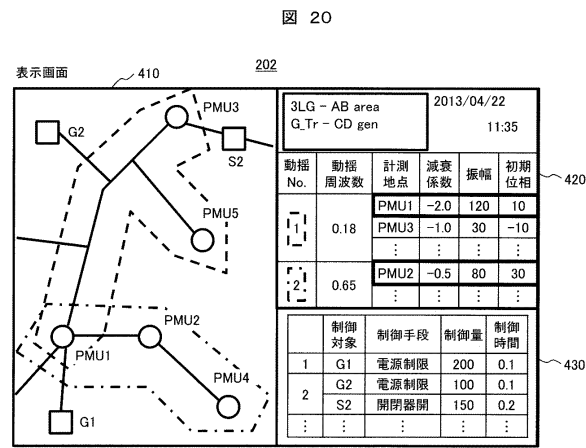 図 20
202
表示画面
410
G2
PMU3
S2
PMU5
PMU2
PMU1
PMU4
G1
3LG - AB area
G_Tr - CD gen
2013/04/22
11:35
420
動揺 No. 動揺 周波数 計測 地点 減衰 係数 振幅 初期 位相
1 0.18 PMU1 -2.0 120 10
PMU3 -1.0 30 -10
⋮ ⋮ ⋮ ⋮
2 0.65 PMU2 -0.5 80 30
⋮ ⋮ ⋮ ⋮
430
制御 対象 制御手段 制御量 制御 時間
1 G1 電源制限 200 0.1
2 G2 電源制限 100 0.1
S2 開閉器開 150 0.2
⋮ ⋮ ⋮ ⋮ ⋮